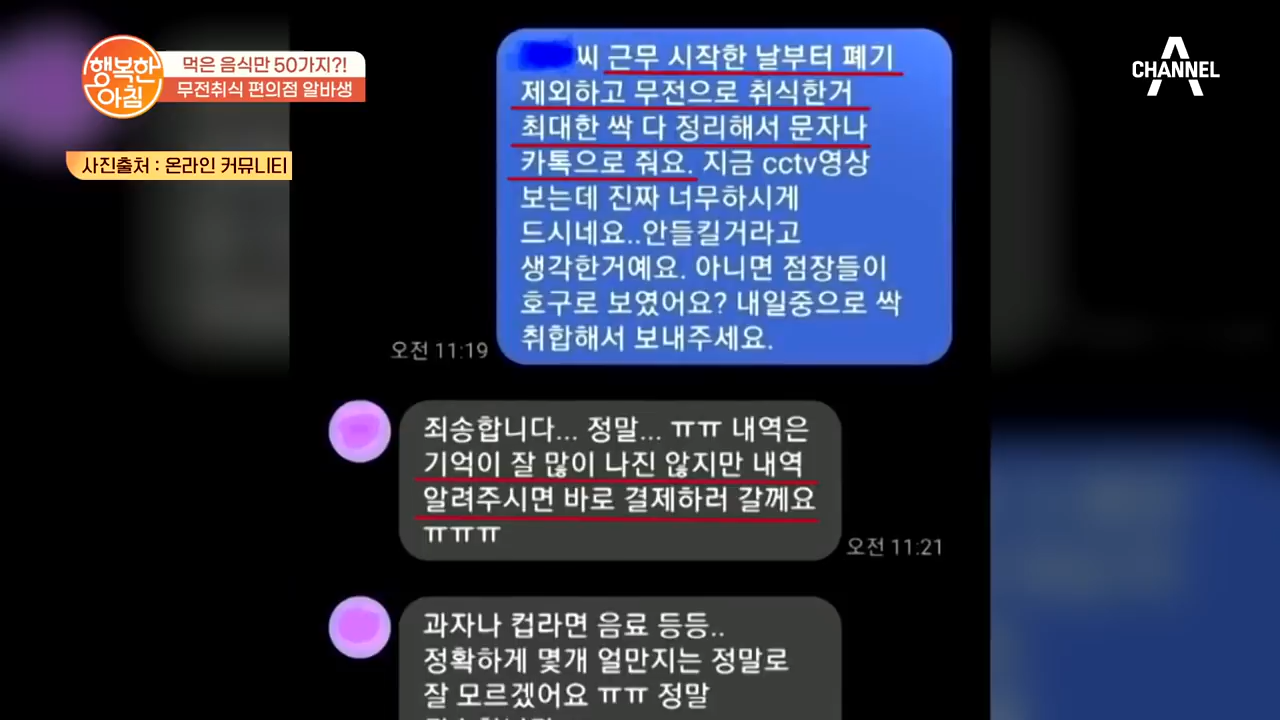 행복한
아침
먹은 음식만 50가지?!
무전취식 편의점 알바생
사진출처 : 온라인 커뮤니티
CHANNEL A
씨 근무 시작한 날부터 폐기
제외하고 무전으로 취식한거
최대한 싹 다 정리해서 문자나
카톡으로 줘요. 지금 cctv영상
보는데 진짜 너무하시게
드시네요..안들킬거라고
생각한거예요. 아니면 점장들이
호구로 보였어요? 내일중으로 싹
취합해서 보내주세요.
오전 11:19
죄송합니다... 정말... ㅠㅠ 내역은
기억이 잘 많이 나진 않지만 내역
알려주시면 바로 결제하러 갈께요
ㅠㅠㅠ
오전 11:21
과자나 컵라면 음료 등등..
정확하게 몇개 얼만지는 정말로
잘 모르겠어요 ㅠㅠ 정말